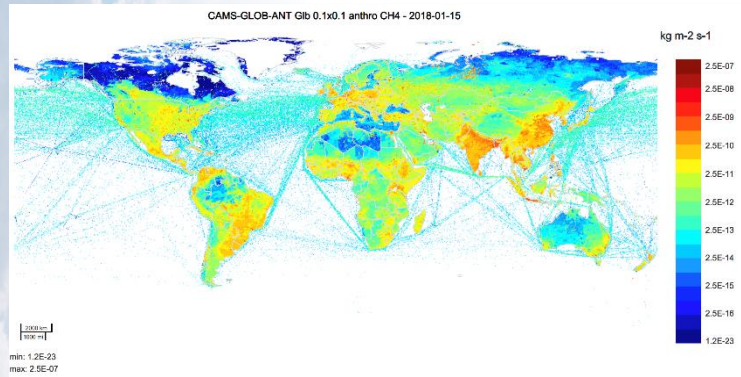 CAMS-GLOB-ANT Glb 0.1x0.1 anthro CH4 - 2018-01-15
kg m-2 s-1
2.5E-07
2.5E-08
2.5E-09
2.5E-10
2.5E-11
2.5E-12
2.5E-13
2.5E-14
2.5E-15
2.5E-16
1.2E-23
2000 km
1000 mi
min: 1.2E-23
max: 2.5E-07